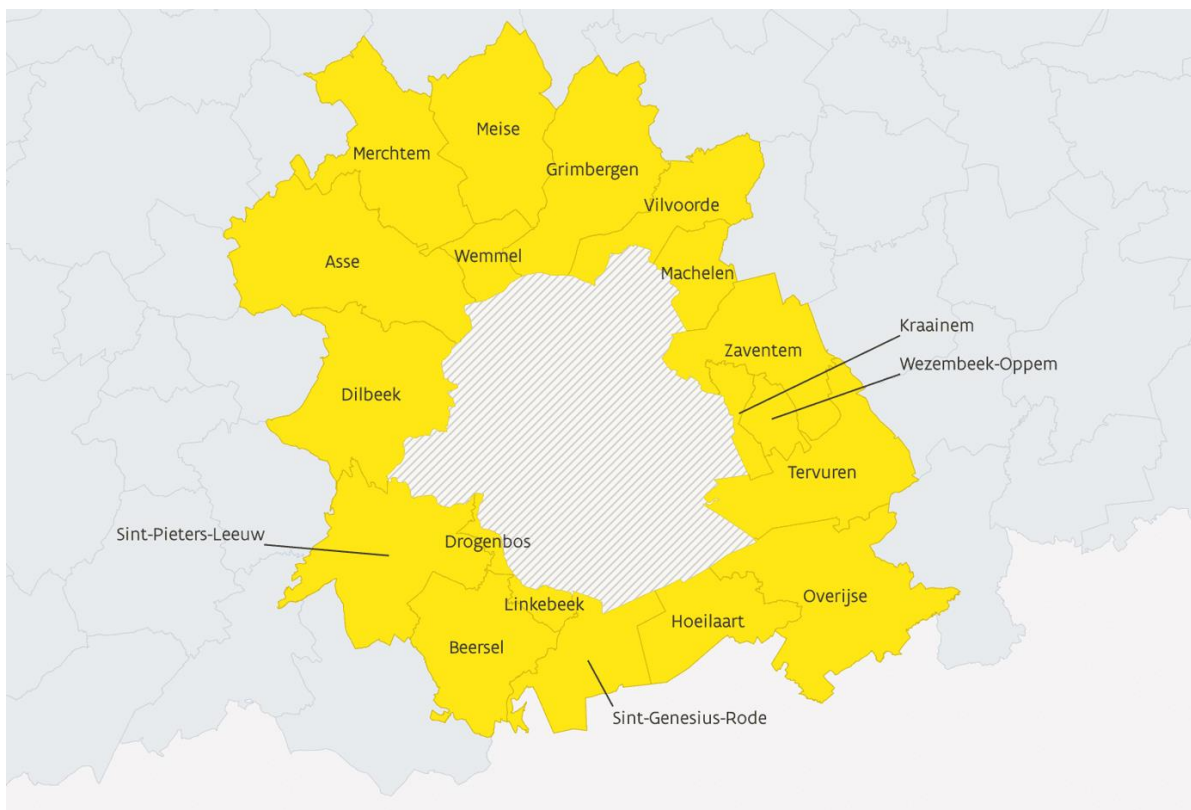 Meise
Merchtem
Grimbergen
Vilvoorde
Wemmel
Asse
Machelen
Kraainem
Zaventem
Wezembeek-Oppem
Dilbeek
Tervuren
Sint-Pieters-Leeuw
Drogenbos
Overijse
Linkebeek
Hoeilaart
Beersel
Sint-Genesius-Rode